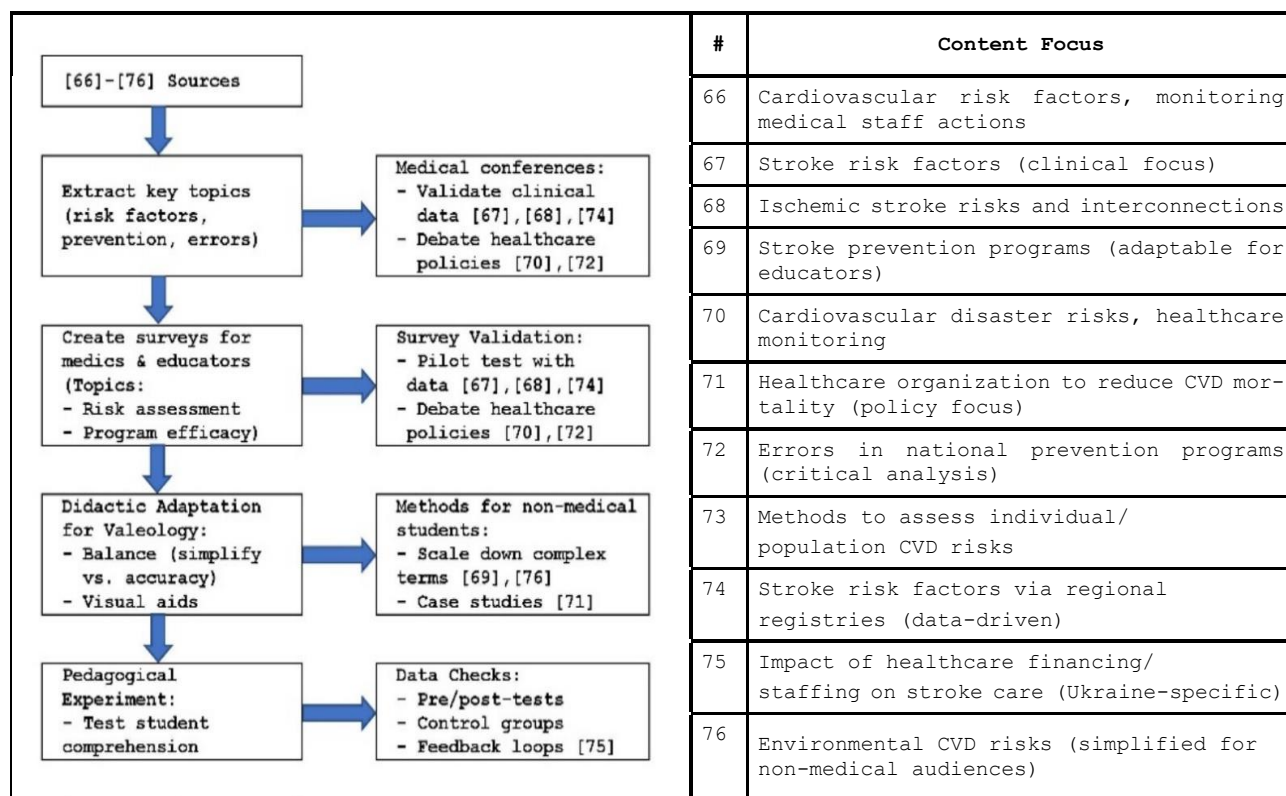 [66]-[76] Sources
Extract key topics
(risk factors,
prevention, errors)
Medical conferences:
- Validate clinical
data [67],[68],[74]
- Debate healthcare
policies [70],[72]
Create surveys for
medics & educators
(Topics:
- Risk assessment
- Program efficacy)
Survey Validation:
- Pilot test with
data [67],[68],[74]
- Debate healthcare
policies [70],[72]
Didactic Adaptation
for Valeology:
- Balance (simplify
vs. accuracy)
- Visual aids
Methods for non-medical
students:
- Scale down complex
terms [69],[76]
- Case studies [71]
Pedagogical
Experiment:
- Test student
comprehension
Data Checks:
- Pre/post-tests
- Control groups
- Feedback loops [75]
# Content Focus
66 Cardiovascular risk factors, monitoring
medical staff actions
67 Stroke risk factors (clinical focus)
68 Ischemic stroke risks and interconnections
69 Stroke prevention programs (adaptable for
educators)
70 Cardiovascular disaster risks, healthcare
monitoring
71 Healthcare organization to reduce CVD mor-
tality (policy focus)
72 Errors in national prevention programs
(critical analysis)
73 Methods to assess individual/
population CVD risks
74 Stroke risk factors via regional
registries (data-driven)
75 Impact of healthcare financing/
staffing on stroke care (Ukraine-specific)
76 Environmental CVD risks (simplified for
non-medical audiences)